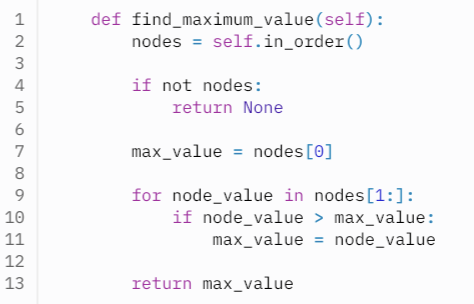 1 def find_maximum_value(self):
2 nodes = self.in_order()
3
4 if not nodes:
5 return None
6
7 max_value = nodes[0]
8
9 for node_value in nodes[1:]:
10 if node_value > max_value:
11 max_value = node_value
12
13 return max_value